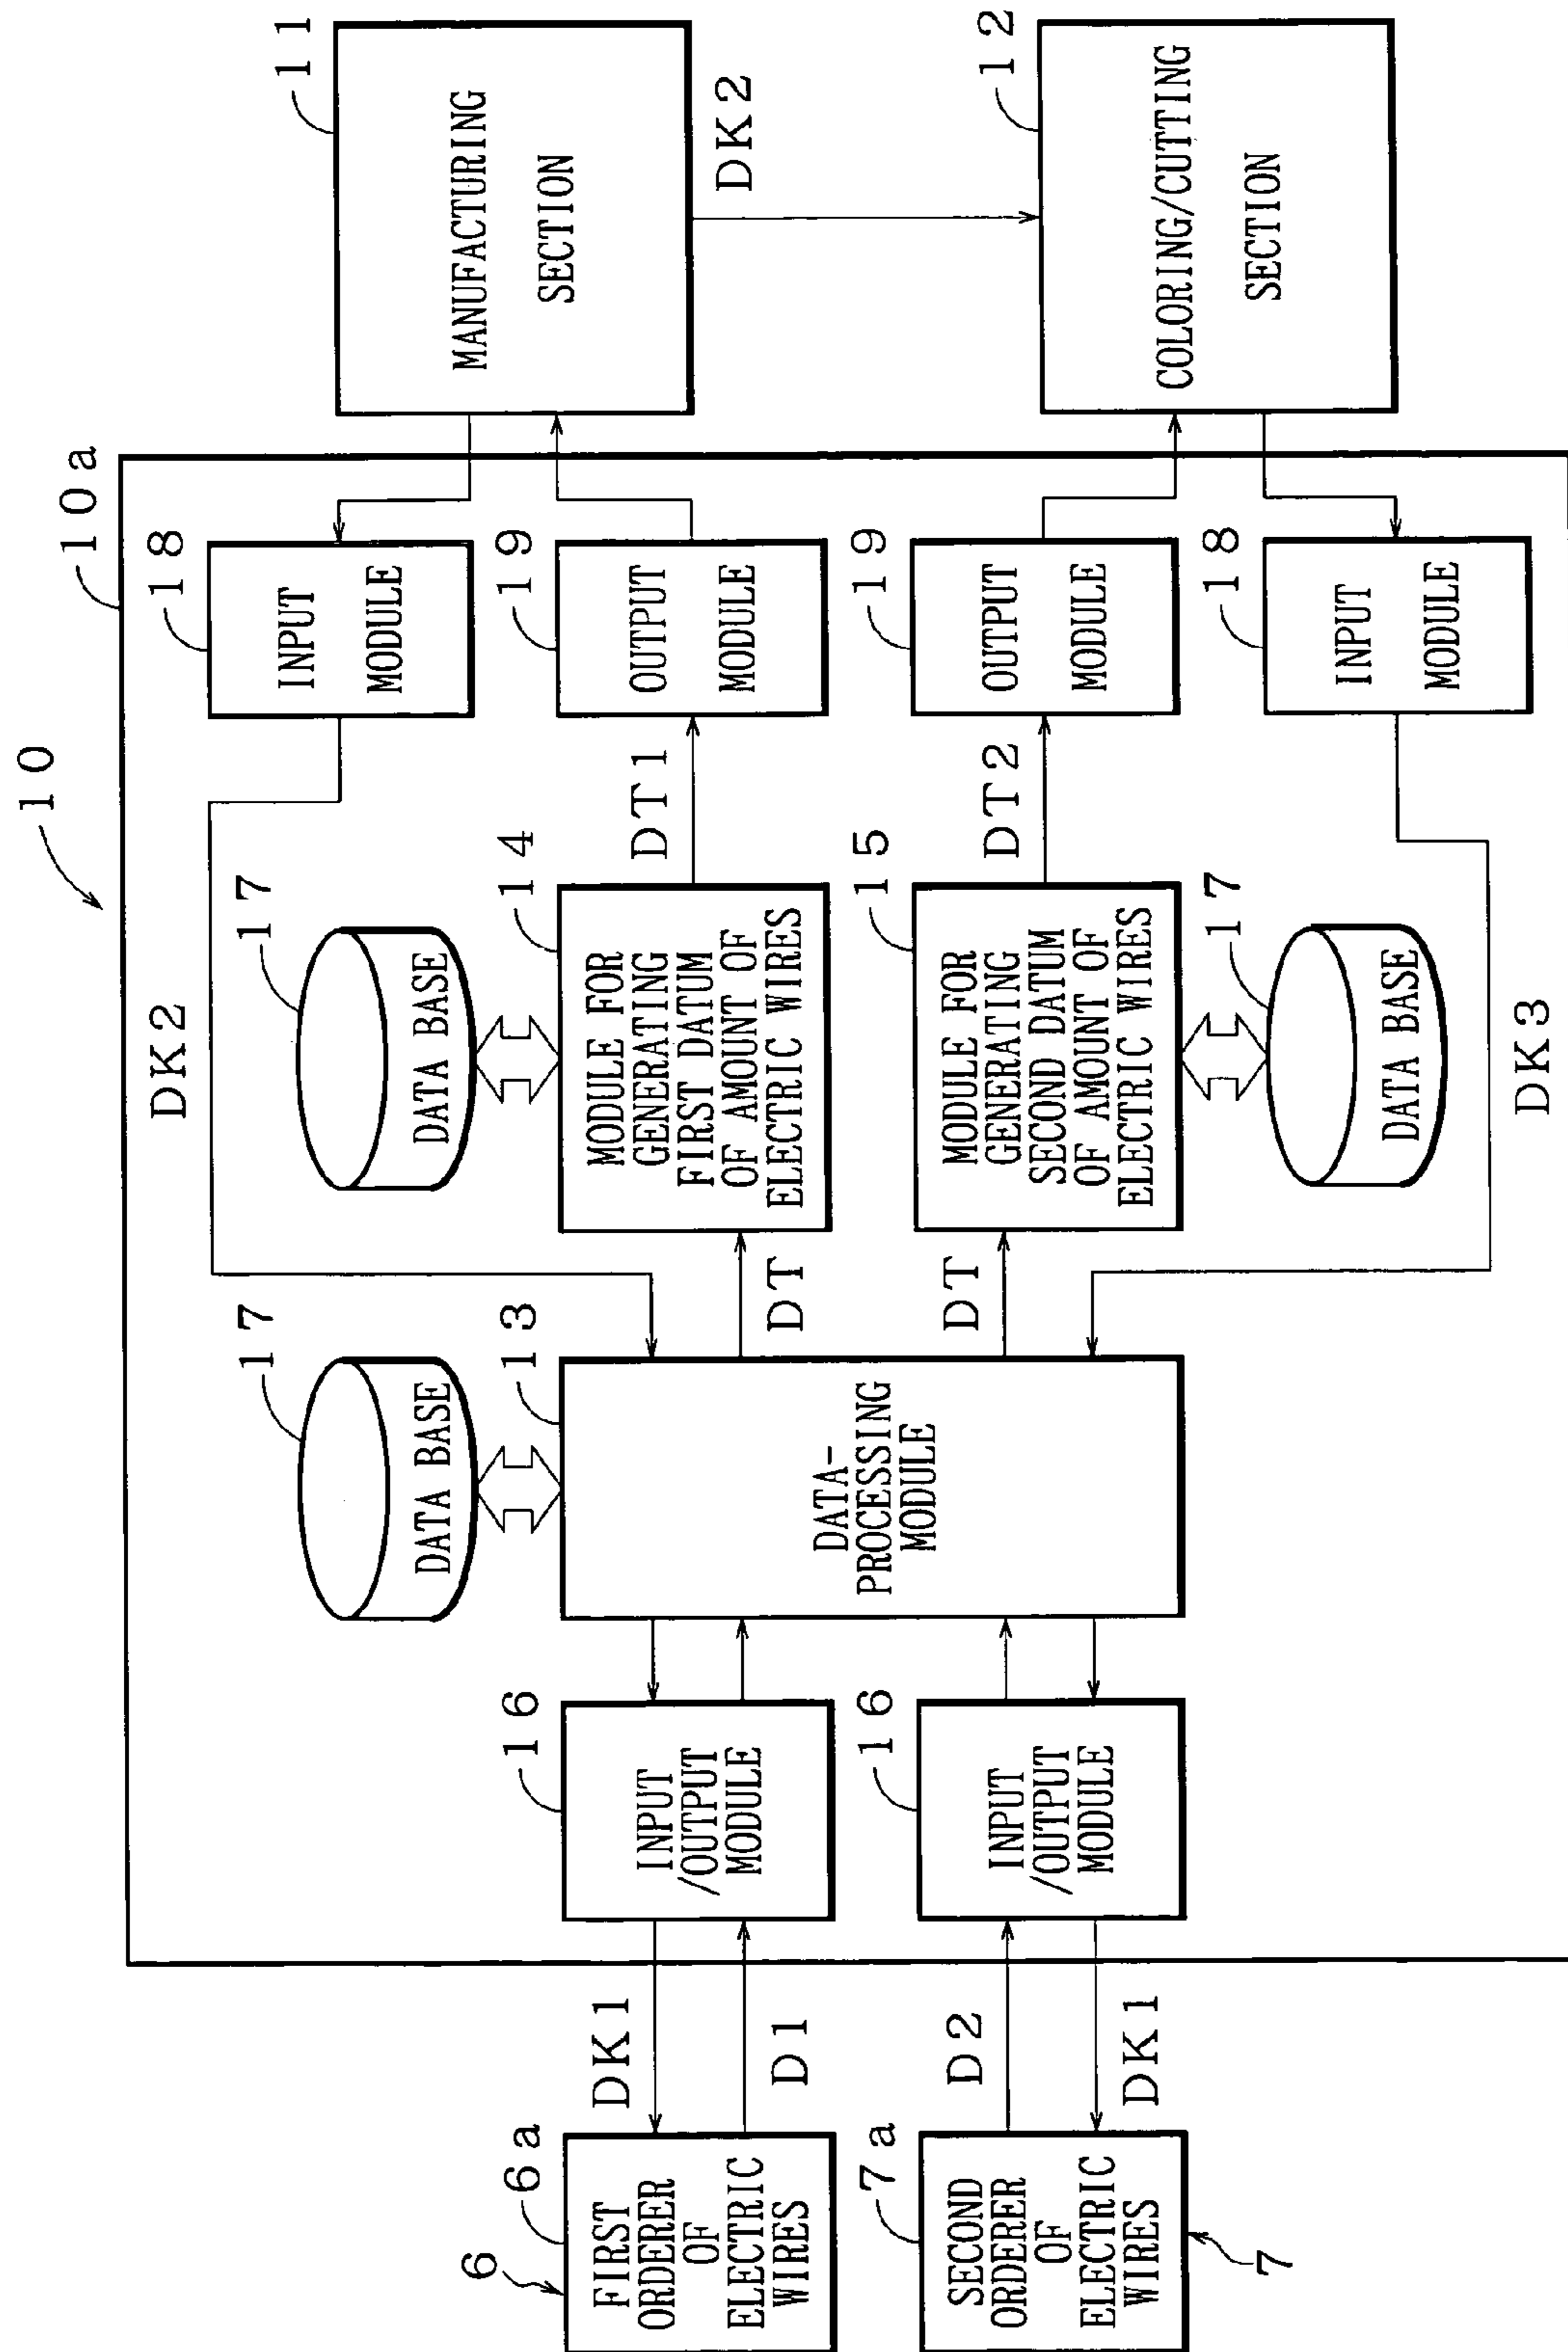 10
10a
DK2
18
INPUT
MODULE
11
MANUFACTURING
SECTION
17
DATA BASE
17
DATA BASE
6
6a
FIRST
ORDERER
OF
ELECTRIC
WIRES
DK1
D1
16
INPUT
/OUTPUT
MODULE
13
DATA-
PROCESSING
MODULE
DT
14
MODULE FOR
GENERATING
FIRST DATUM
OF AMOUNT OF
ELECTRIC WIRES
DT1
19
OUTPUT
MODULE
DK2
7a
SECOND
ORDERER
OF
ELECTRIC
WIRES
7
D2
DK1
16
INPUT
/OUTPUT
MODULE
DT
15
MODULE FOR
GENERATING
SECOND DATUM
OF AMOUNT OF
ELECTRIC WIRES
DT2
19
OUTPUT
MODULE
12
COLORING/CUTTING
SECTION
17
DATA BASE
18
INPUT
MODULE
DK3